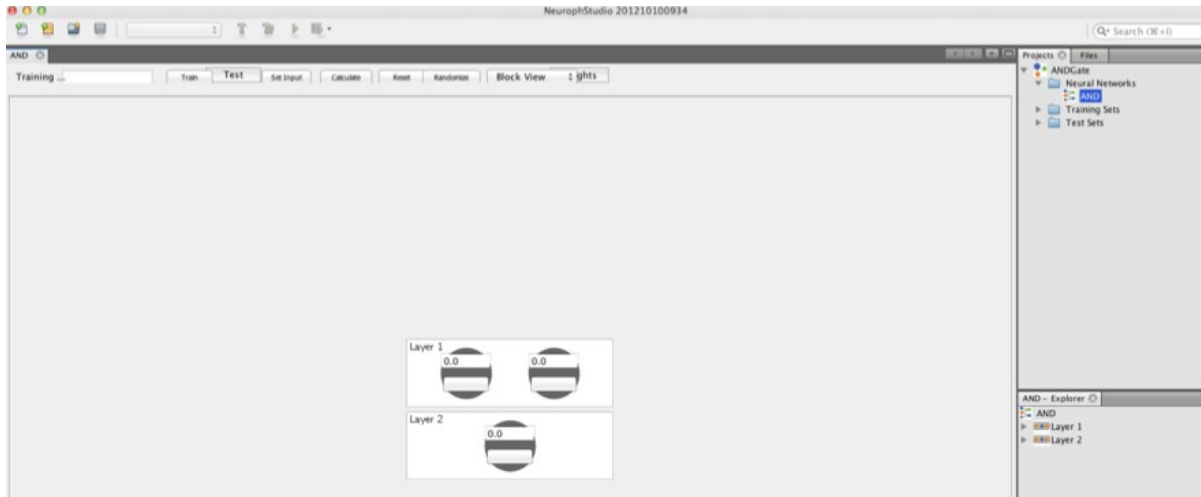 NeurophStudio 201210100934
Search (⌘+I)
AND
Projects Files
Training ... Train Test Set Input Calculate Reset Randomize Block View ghts
ANDGate
Neural Networks
AND
Training Sets
Test Sets
Layer 1
0.0 0.0
Layer 2
0.0
AND - Explorer
AND
Layer 1
Layer 2